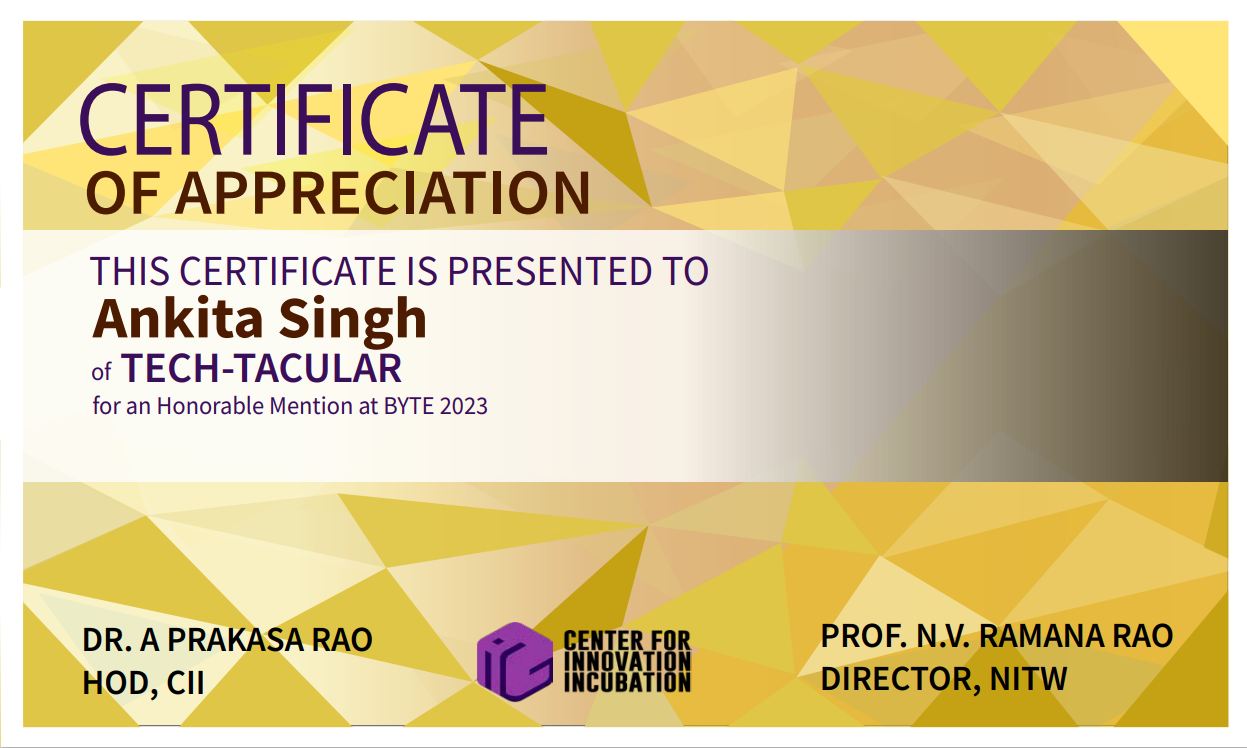 CERTIFICATE
OF APPRECIATION
THIS CERTIFICATE IS PRESENTED TO
Ankita Singh
of TECH-TACULAR
for an Honorable Mention at BYTE 2023
DR. A PRAKASA RAO
HOD, CII
CENTER FOR
INNOVATION
INCUBATION
PROF. N.V. RAMANA RAO
DIRECTOR, NITW